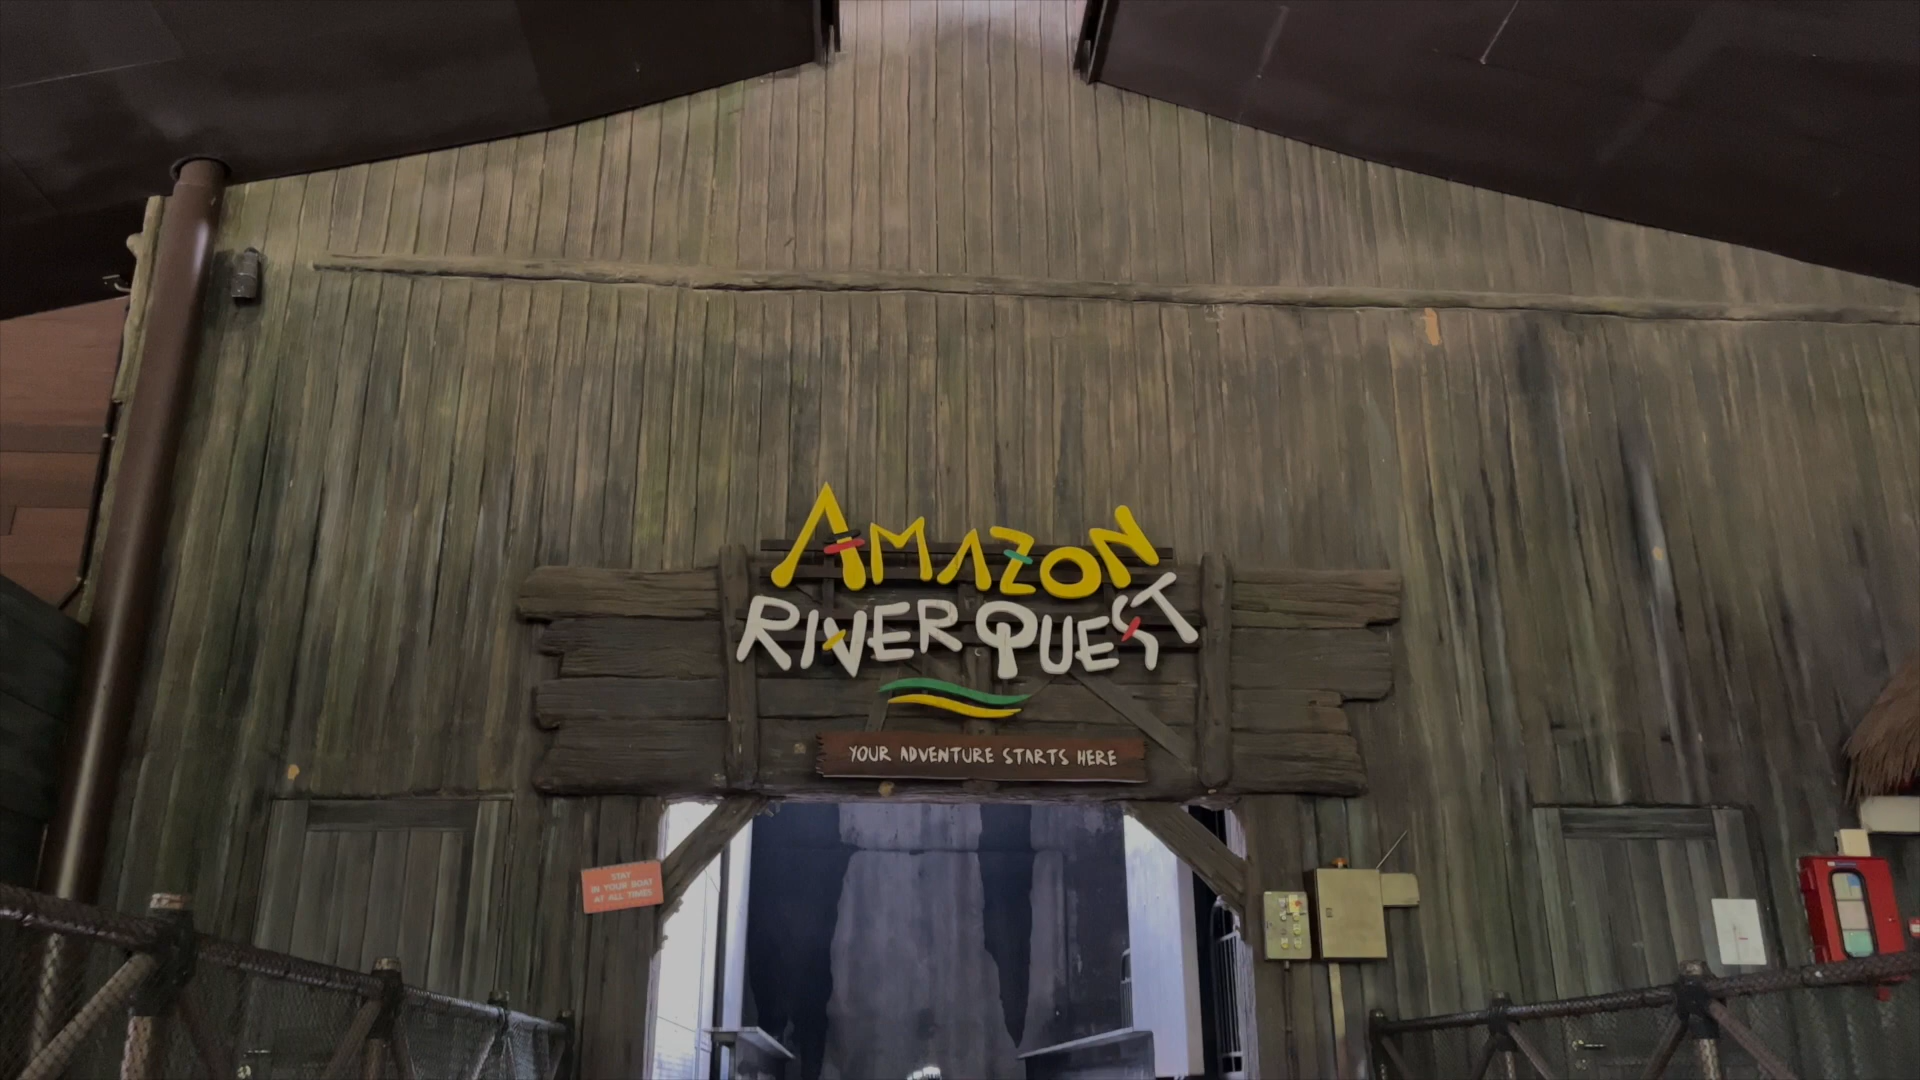 AMAZON
RIVER QUEST
YOUR ADVENTURE STARTS HERE
STAY
IN YOUR BOAT
AT ALL TIMES